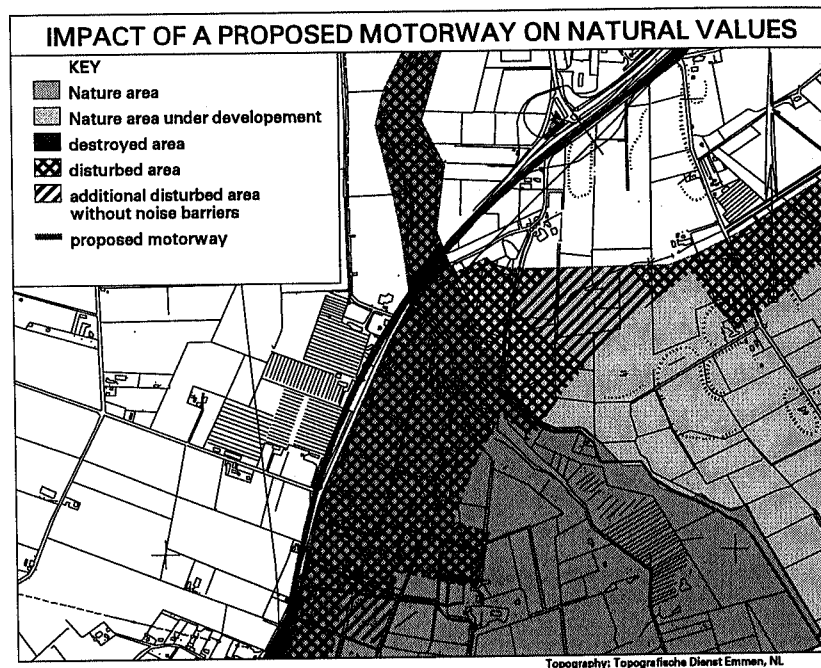 IMPACT OF A PROPOSED MOTORWAY ON NATURAL VALUES
KEY
Nature area
Nature area under developement
destroyed area
disturbed area
additional disturbed area
without noise barriers
proposed motorway
Topography: Topografische Dienst Emmen, NL